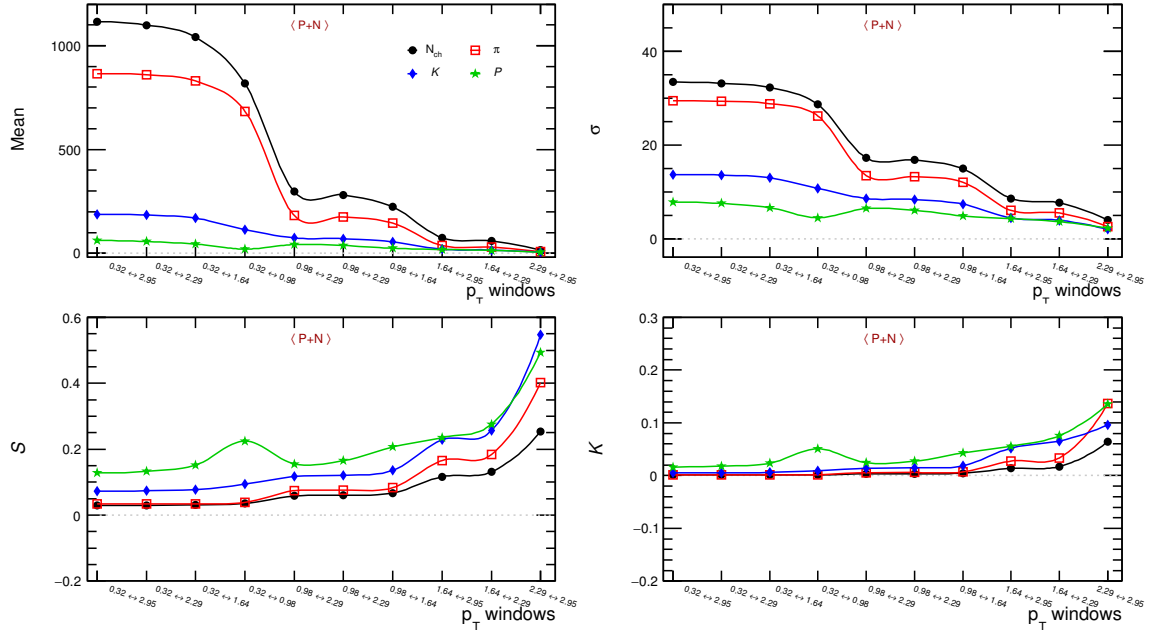 ⟨ P+N ⟩
Mean
1000
500
0
N_ch
π
K
P
0.32 ↔ 2.95
0.32 ↔ 2.29
0.32 ↔ 1.64
0.32 ↔ 0.98
0.98 ↔ 2.95
0.98 ↔ 2.29
0.98 ↔ 1.64
1.64 ↔ 2.95
1.64 ↔ 2.29
2.29 ↔ 2.95
p_T windows
⟨ P+N ⟩
σ
40
20
0
0.32 ↔ 2.95
0.32 ↔ 2.29
0.32 ↔ 1.64
0.32 ↔ 0.98
0.98 ↔ 2.95
0.98 ↔ 2.29
0.98 ↔ 1.64
1.64 ↔ 2.95
1.64 ↔ 2.29
2.29 ↔ 2.95
p_T windows
⟨ P+N ⟩
S
0.6
0.4
0.2
0
−0.2
0.32 ↔ 2.95
0.32 ↔ 2.29
0.32 ↔ 1.64
0.32 ↔ 0.98
0.98 ↔ 2.95
0.98 ↔ 2.29
0.98 ↔ 1.64
1.64 ↔ 2.95
1.64 ↔ 2.29
2.29 ↔ 2.95
p_T windows
⟨ P+N ⟩
K
0.3
0.2
0.1
0
−0.1
−0.2
0.32 ↔ 2.95
0.32 ↔ 2.29
0.32 ↔ 1.64
0.32 ↔ 0.98
0.98 ↔ 2.95
0.98 ↔ 2.29
0.98 ↔ 1.64
1.64 ↔ 2.95
1.64 ↔ 2.29
2.29 ↔ 2.95
p_T windows